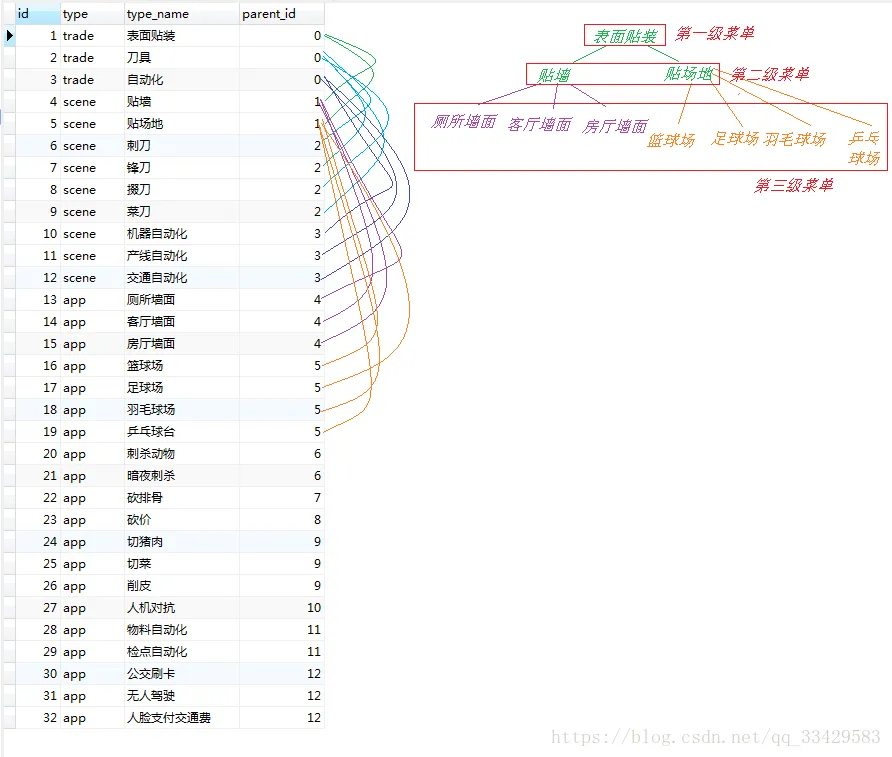 id type type_name parent_id
1 trade 表面贴装 0
2 trade 刀具 0
3 trade 自动化 0
4 scene 贴墙 1
5 scene 贴场地 1
6 scene 刺刀 2
7 scene 锋刀 2
8 scene 摺刀 2
9 scene 菜刀 2
10 scene 机器自动化 3
11 scene 产线自动化 3
12 scene 交通自动化 3
13 app 厕所墙面 4
14 app 客厅墙面 4
15 app 房厅墙面 4
16 app 篮球场 5
17 app 足球场 5
18 app 羽毛球场 5
19 app 乒乓球台 5
20 app 刺杀动物 6
21 app 暗夜刺杀 6
22 app 砍排骨 7
23 app 砍价 8
24 app 切猪肉 9
25 app 切菜 9
26 app 削皮 9
27 app 人机对抗 10
28 app 物料自动化 11
29 app 检点自动化 11
30 app 公交刷卡 12
31 app 无人驾驶 12
32 app 人脸支付交通费 12
表面贴装 第一级菜单
贴墙 贴场地 第二级菜单
厕所墙面 客厅墙面 房厅墙面 篮球场 足球场 羽毛球场 乒乓
球场
第三级菜单
https://blog.csdn.net/qq_33429583